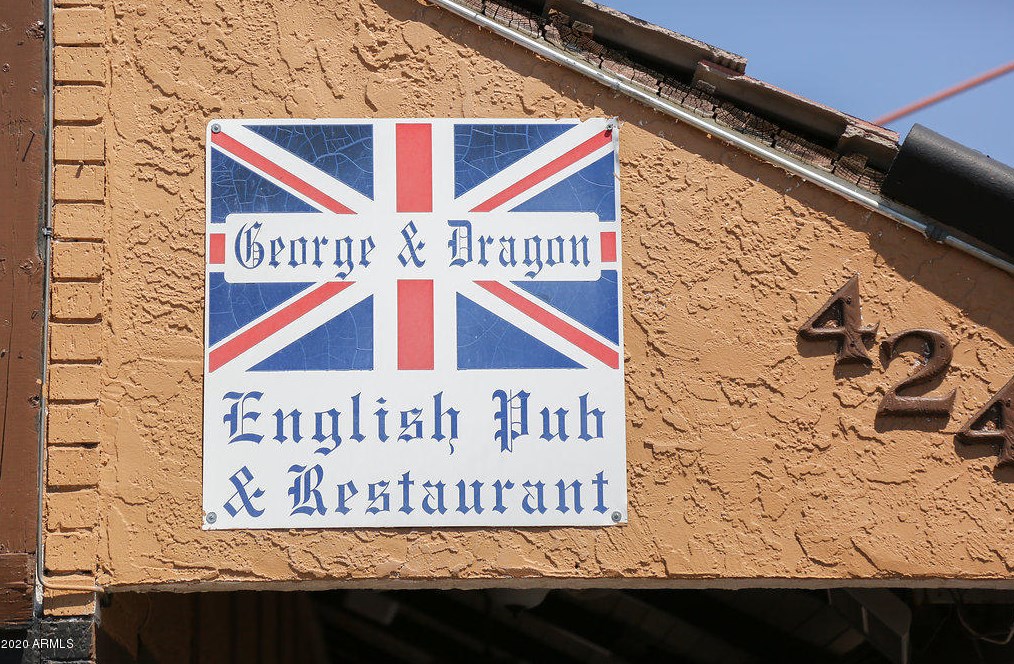 George & Dragon
English Pub
& Restaurant
424
2020 ARMLS